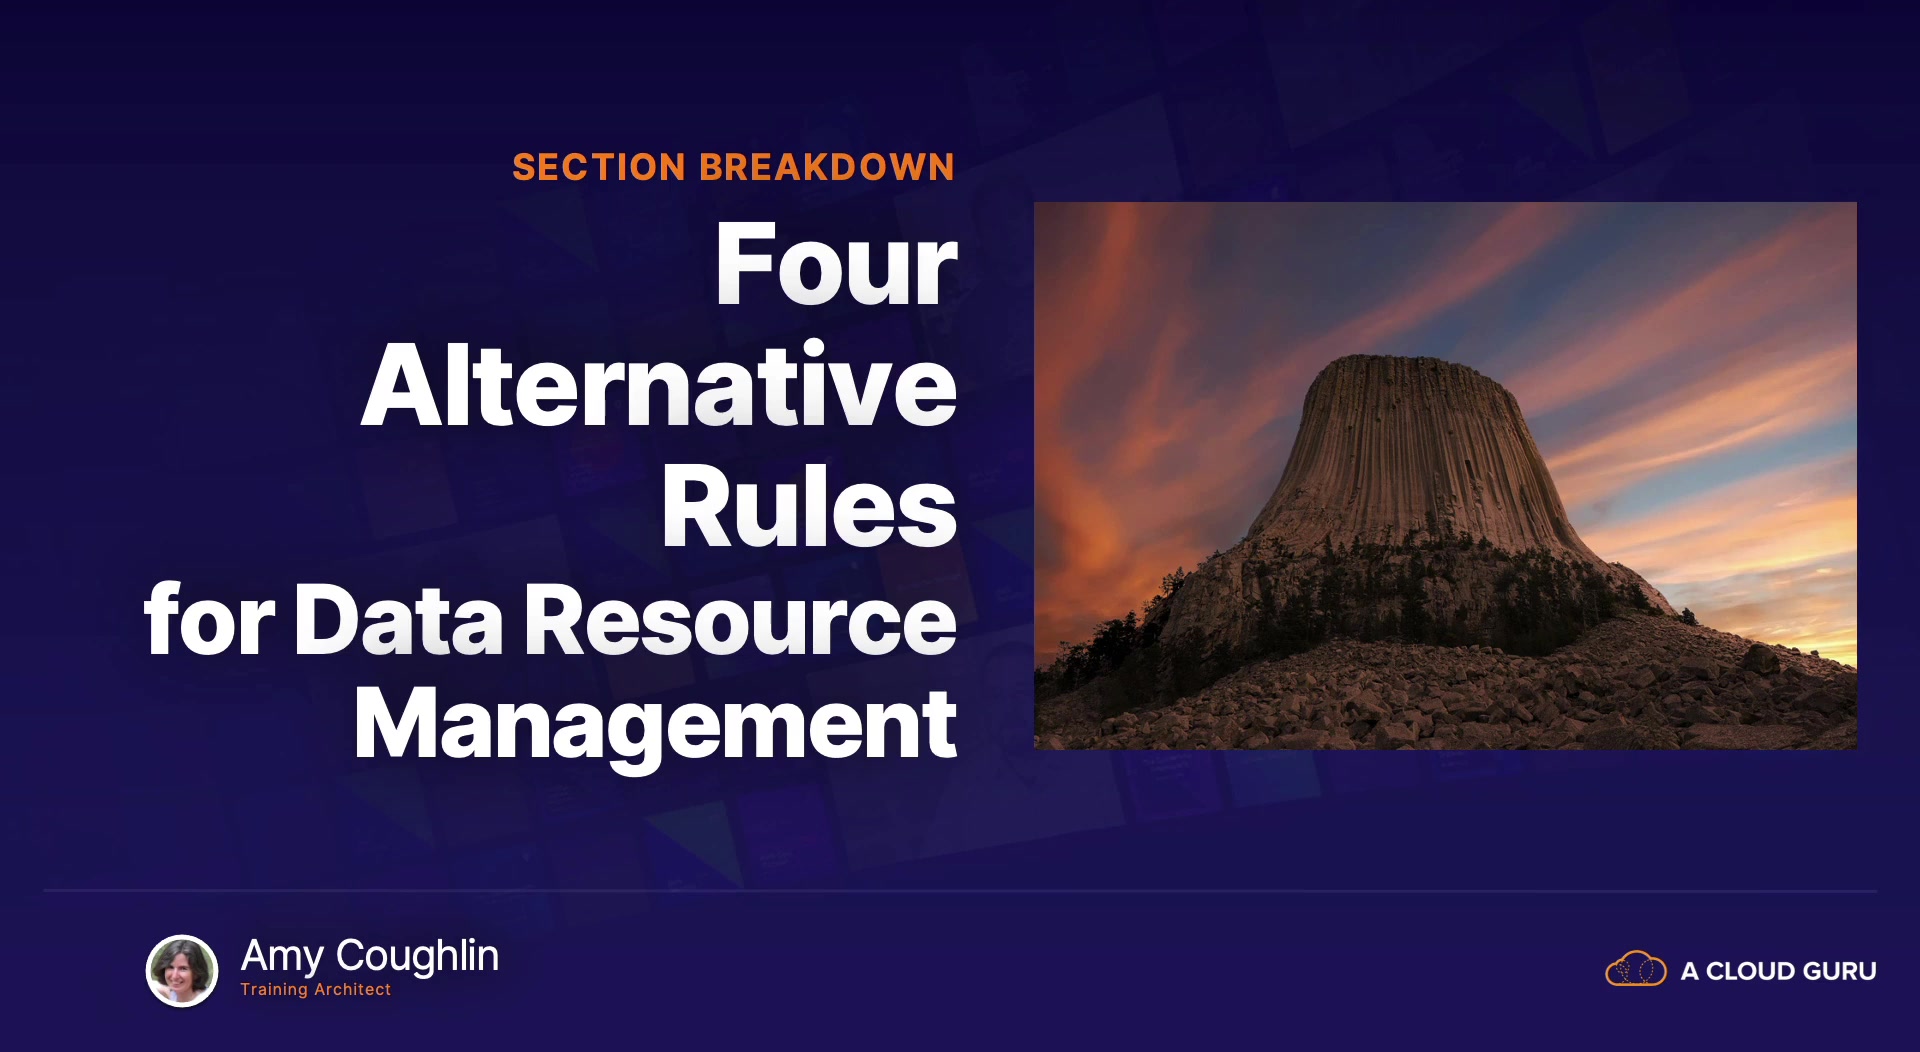 SECTION BREAKDOWN
Four
Alternative
Rules
for Data Resource
Management
Amy Coughlin
Training Architect
A CLOUD GURU